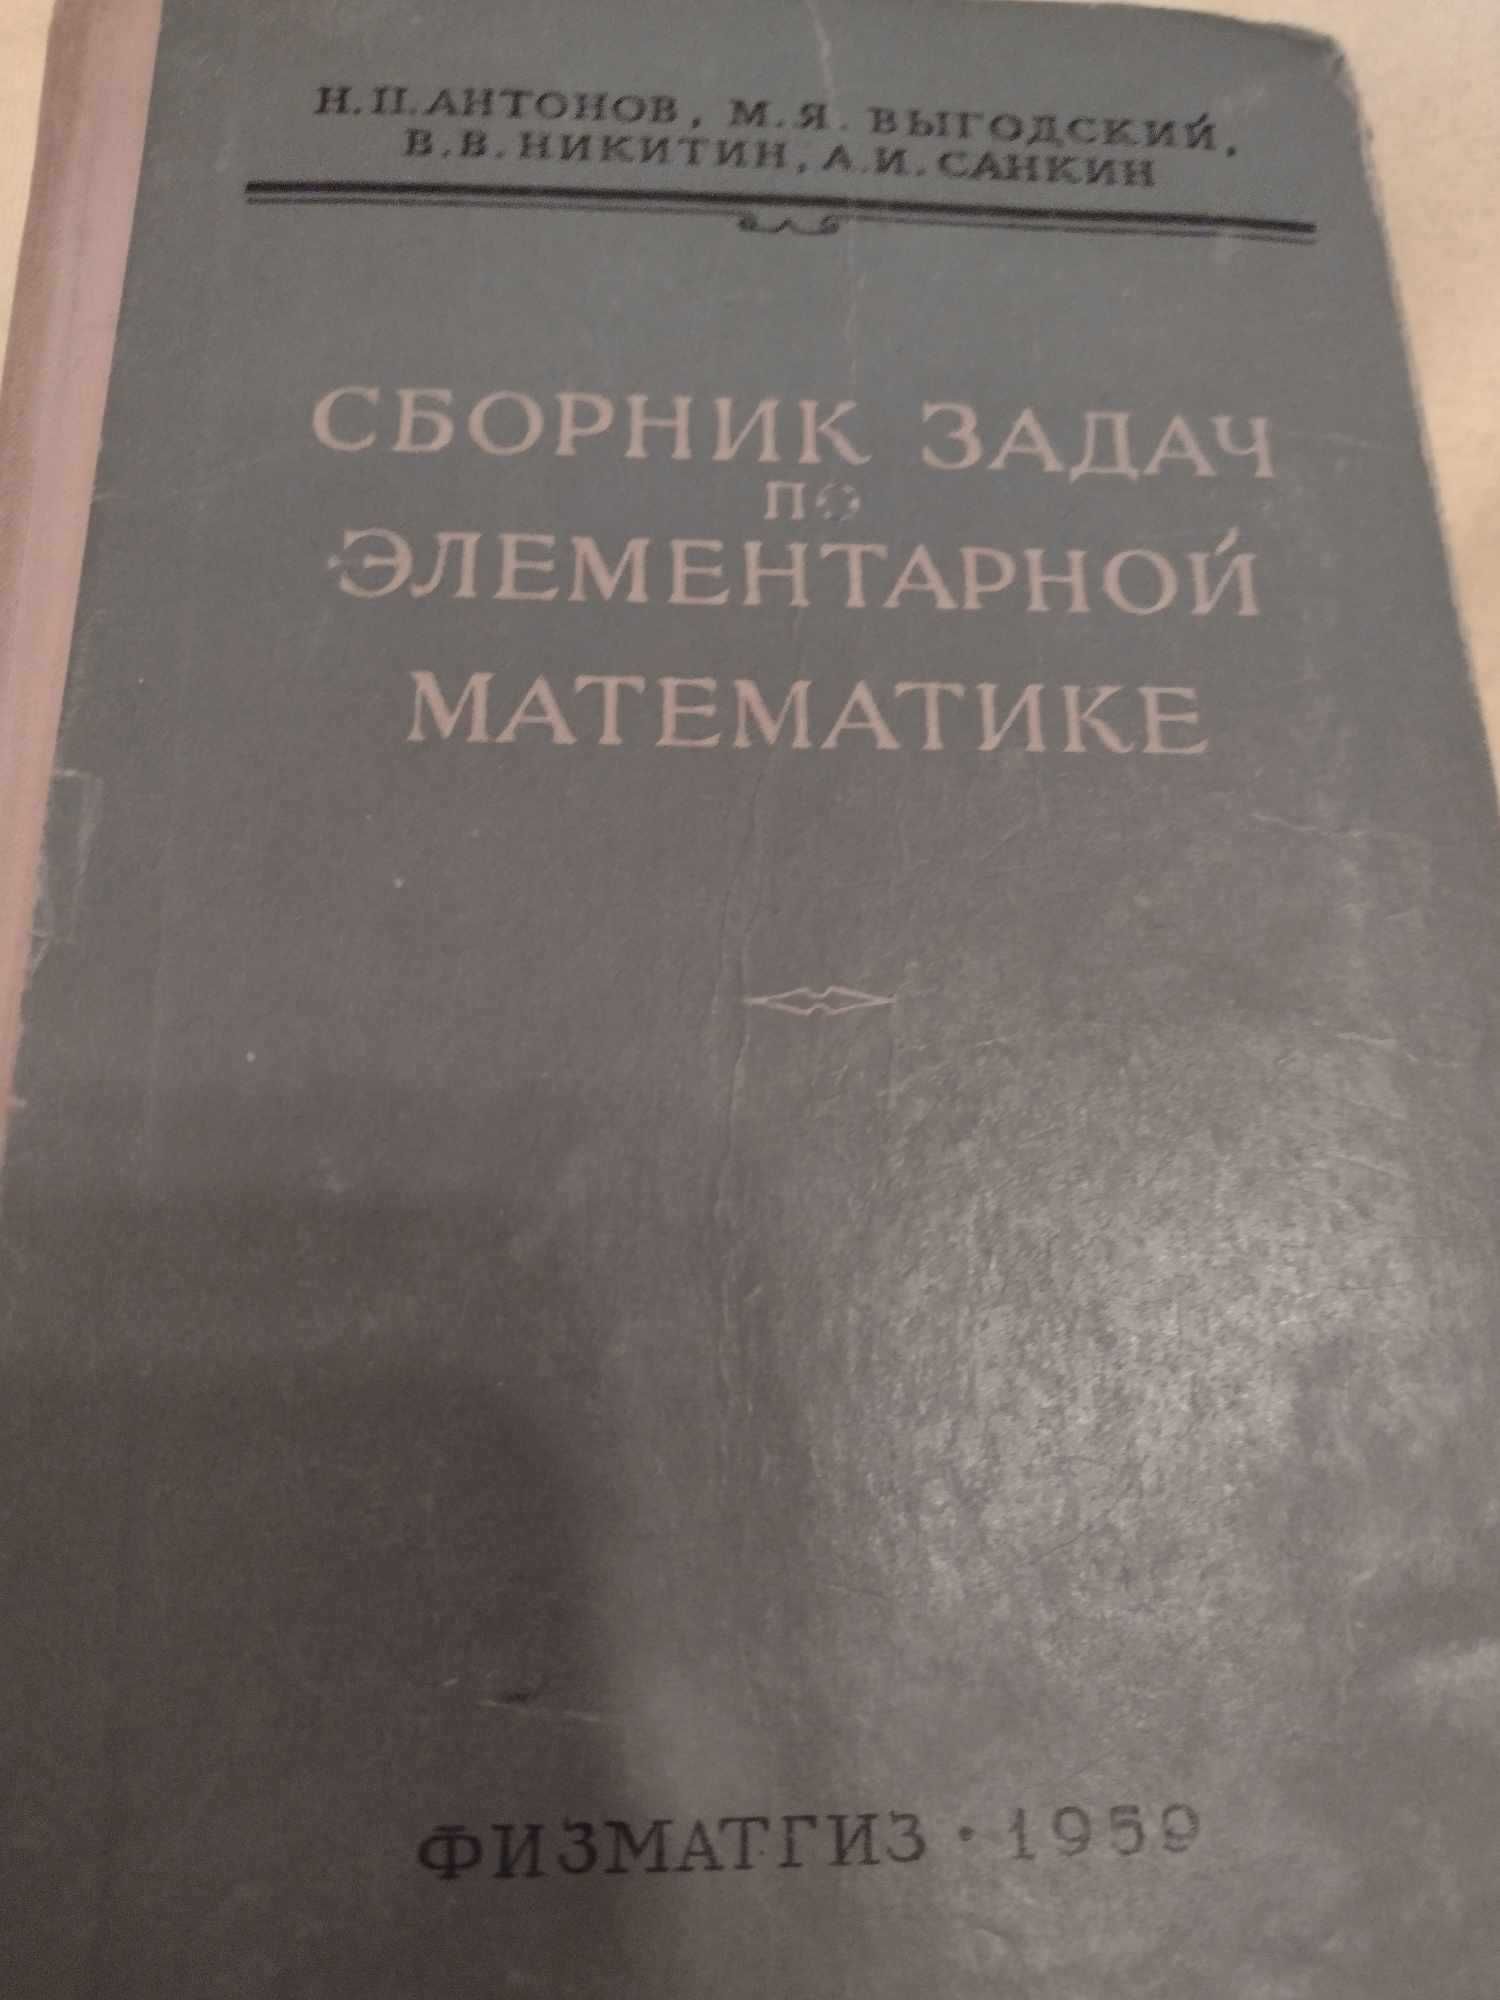 Н.П.АНТОНОВ, М.Я.ВЫГОДСКИЙ,
В.В.НИКИТИН, А.И.САНКИН
СБОРНИК ЗАДАЧ
ПО
ЭЛЕМЕНТАРНОЙ
МАТЕМАТИКЕ
ФИЗМАТГИЗ · 1959